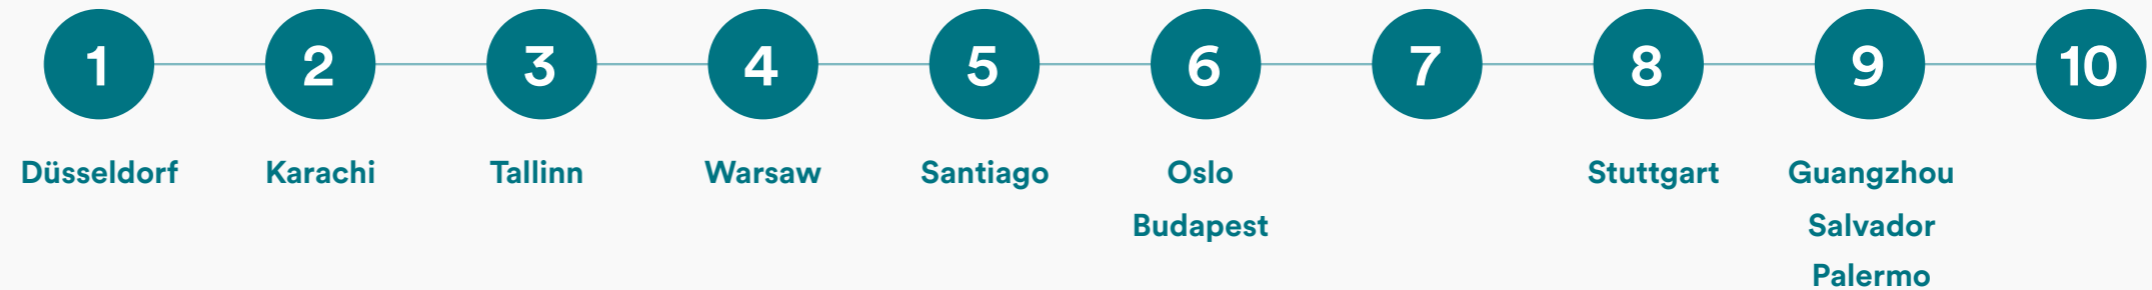 1 2 3 4 5 6 7 8 9 10
Düsseldorf Karachi Tallinn Warsaw Santiago Oslo Stuttgart Guangzhou
Budapest Salvador
Palermo